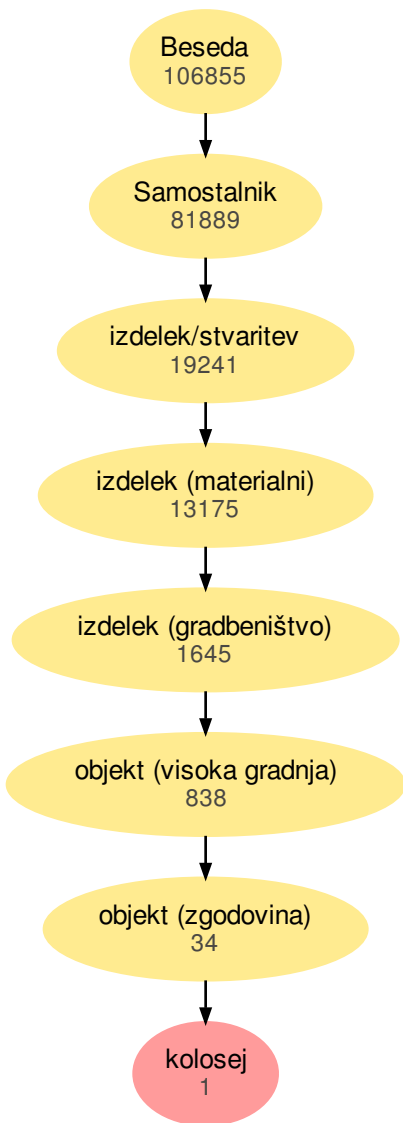 Beseda
106855
Samostalnik
81889
izdelek/stvaritev
19241
izdelek (materialni)
13175
izdelek (gradbeništvo)
1645
objekt (visoka gradnja)
838
objekt (zgodovina)
34
kolosej
1